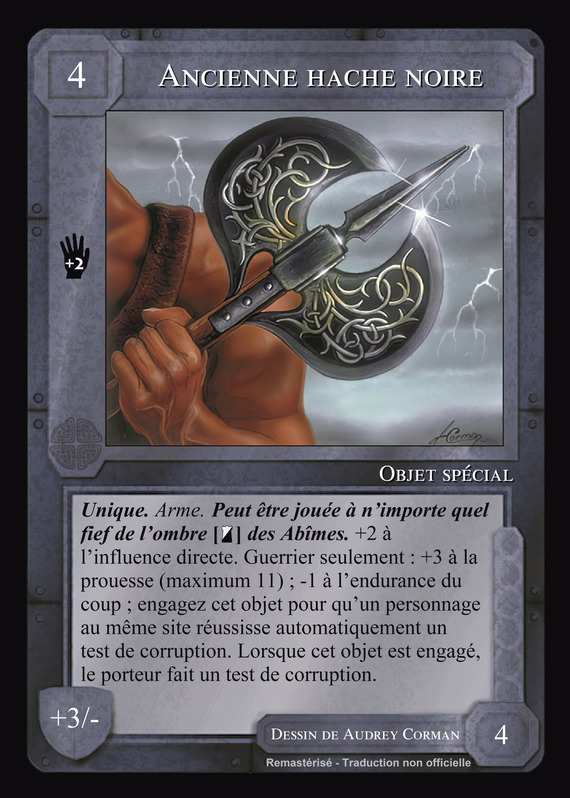 4
ANCIENNE HACHE NOIRE
+2
ACorman
OBJET SPÉCIAL
Unique. Arme. Peut être jouée à n'importe quel
fief de l'ombre [] des Abîmes. +2 à
l'influence directe. Guerrier seulement : +3 à la
prouesse (maximum 11) ; -1 à l'endurance du
coup ; engagez cet objet pour qu'un personnage
au même site réussisse automatiquement un
test de corruption. Lorsque cet objet est engagé,
le porteur fait un test de corruption.
+3/-
DESSIN DE AUDREY CORMAN
4
Remastérisé - Traduction non officielle